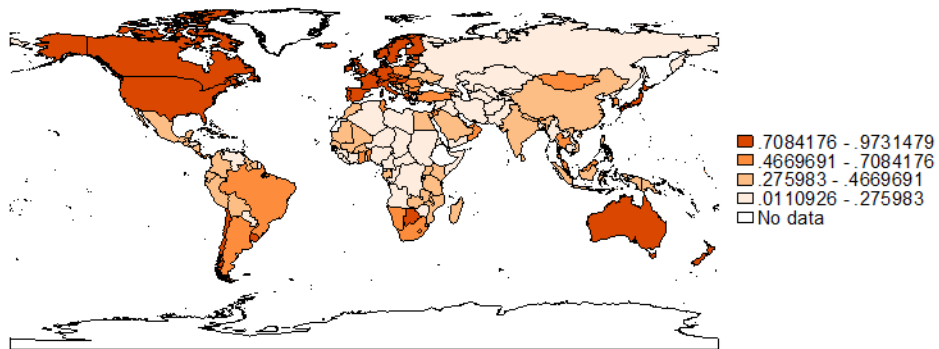 .7084176 - .9731479
.4669691 - .7084176
.275983 - .4669691
.0110926 - .275983
No data